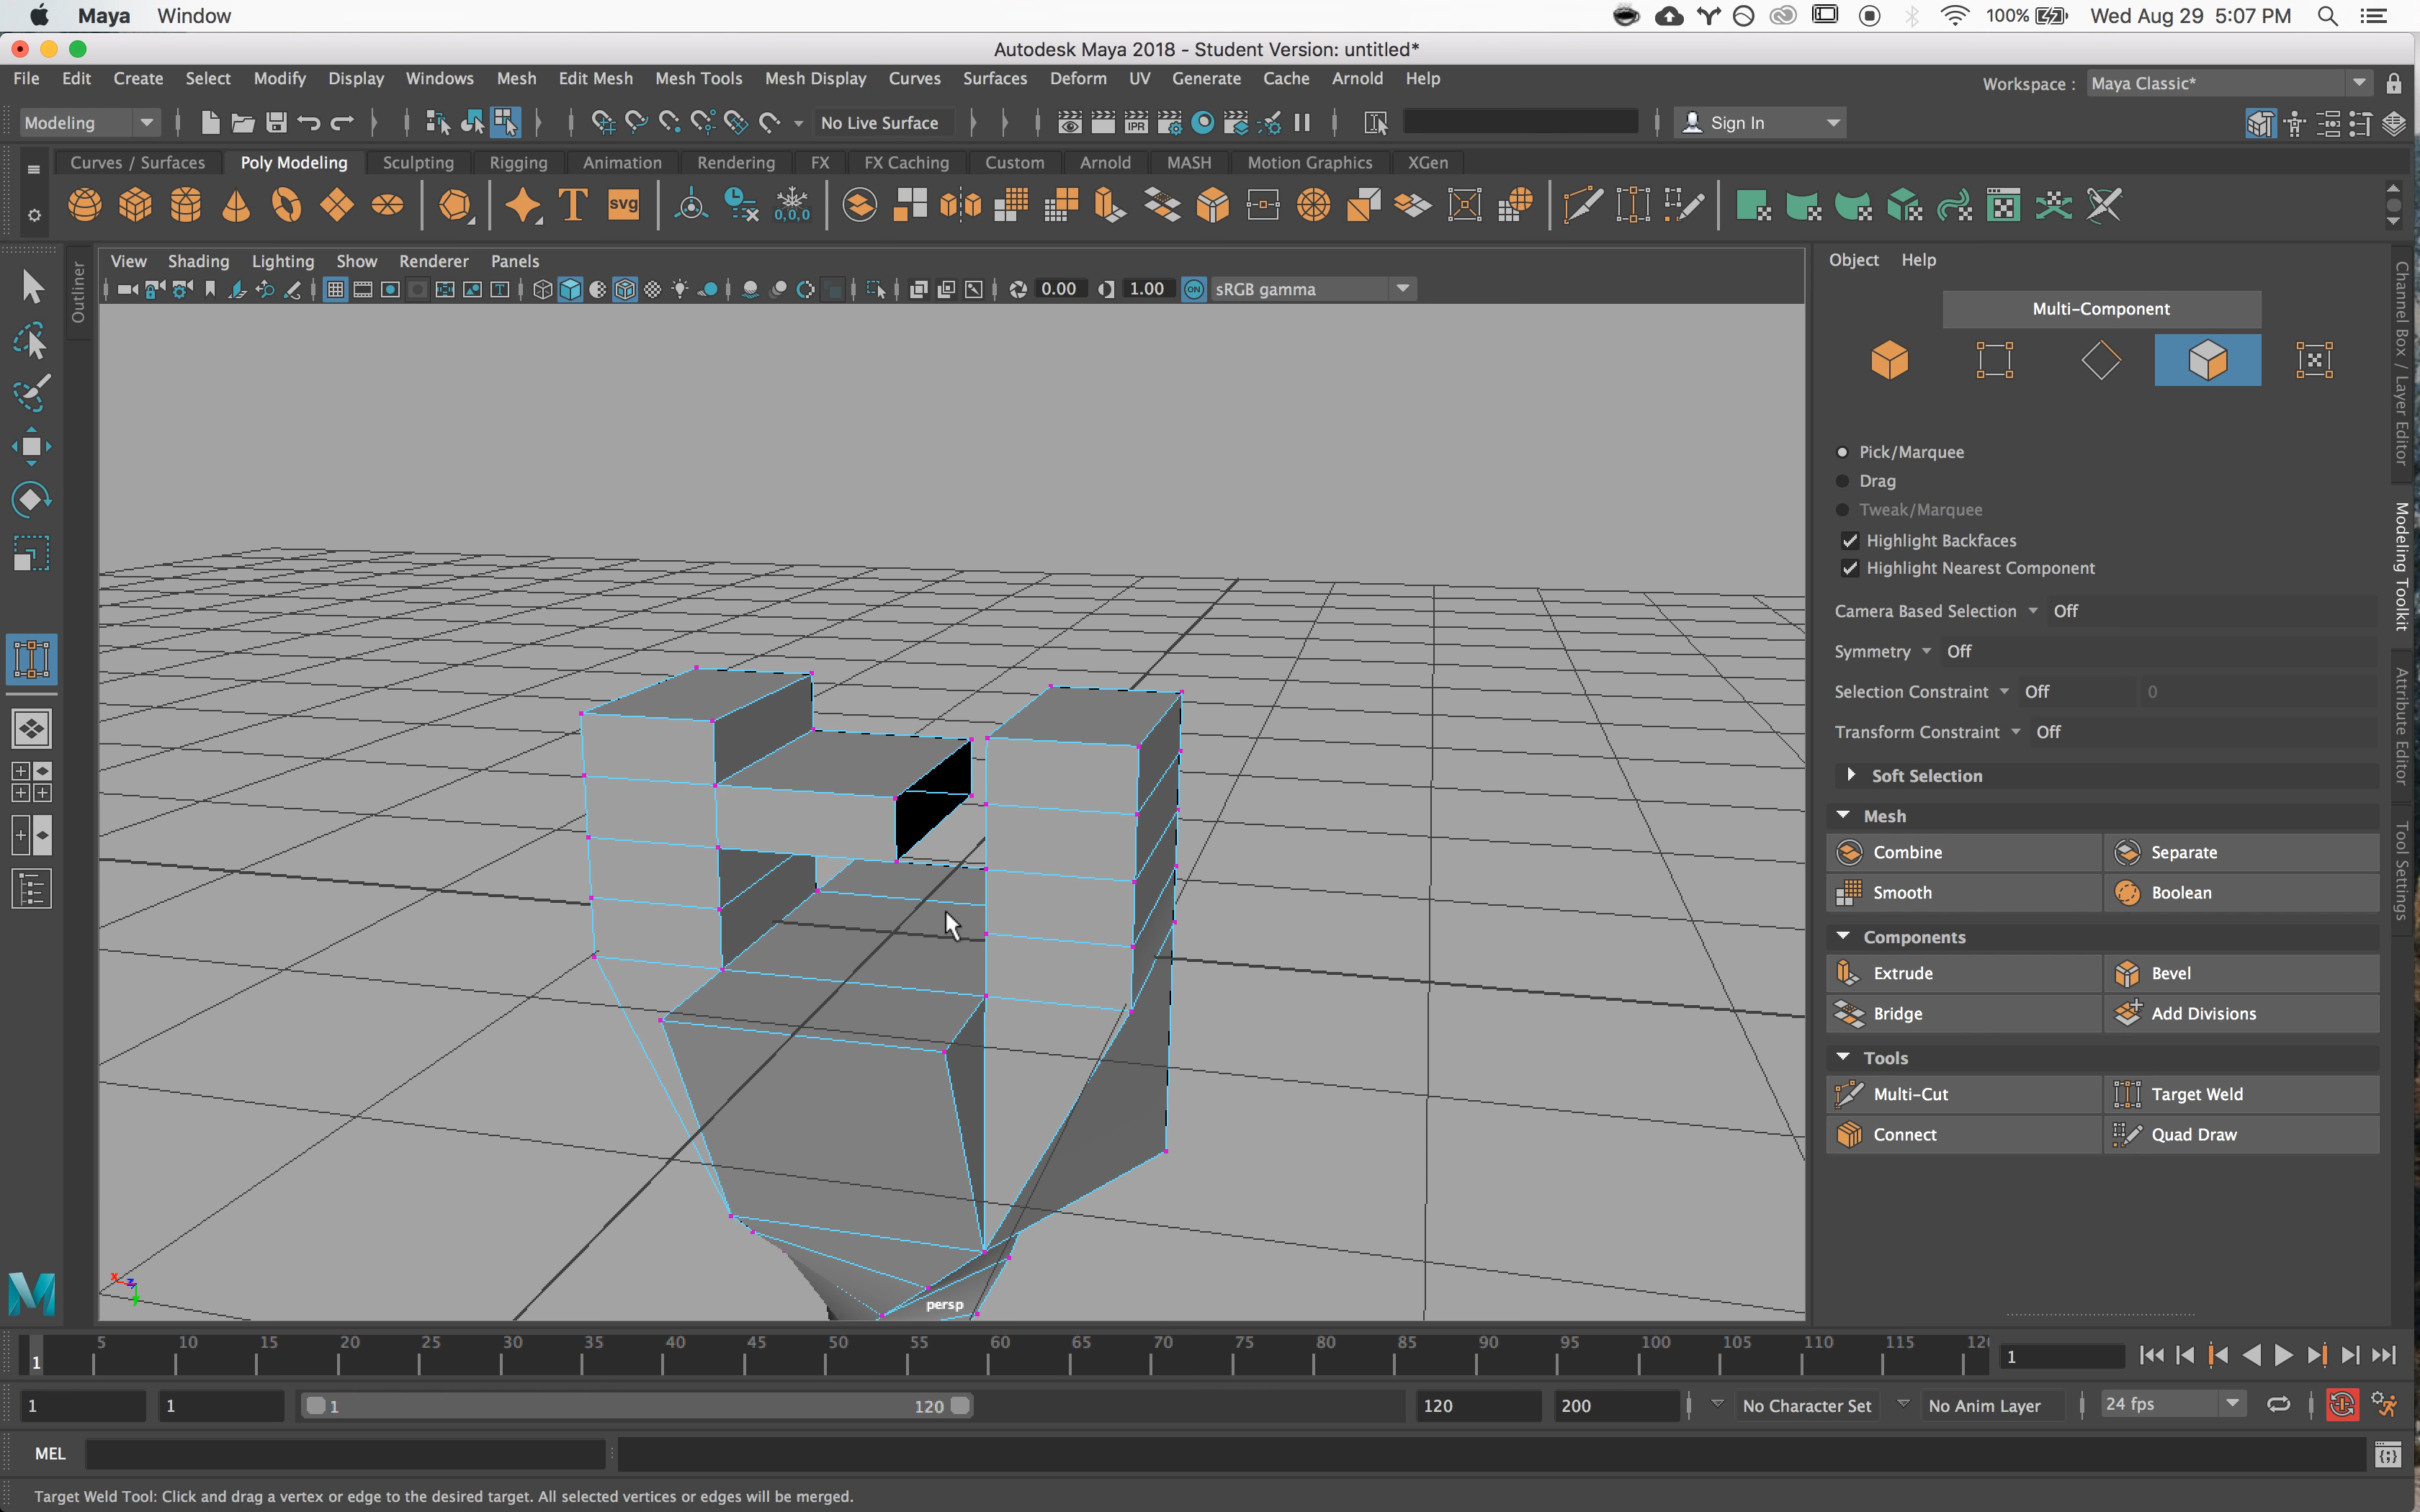 Maya Window 100% Wed Aug 29 5:07 PM
Autodesk Maya 2018 - Student Version: untitled*
File Edit Create Select Modify Display Windows Mesh Edit Mesh Mesh Tools Mesh Display Curves Surfaces Deform UV Generate Cache Arnold Help Workspace : Maya Classic*
Modeling No Live Surface IPR Sign In
Curves / Surfaces Poly Modeling Sculpting Rigging Animation Rendering FX FX Caching Custom Arnold MASH Motion Graphics XGen
T svg 0,0,0
Outliner
View Shading Lighting Show Renderer Panels
0.00 1.00 ON sRGB gamma
Object Help
Multi-Component
Pick/Marquee
Drag
Tweak/Marquee
Highlight Backfaces
Highlight Nearest Component
Camera Based Selection Off
Symmetry Off
Selection Constraint Off 0
Transform Constraint Off
Soft Selection
Mesh
Combine Separate
Smooth Boolean
Components
Extrude Bevel
Bridge Add Divisions
Tools
Multi-Cut Target Weld
Connect Quad Draw
Channel Box / Layer Editor
Modeling Toolkit
Attribute Editor
Tool Settings
x z
persp
5 10 15 20 25 30 35 40 45 50 55 60 65 70 75 80 85 90 95 100 105 110 115 12
1 1
1 1 1 120 120 200 No Character Set No Anim Layer 24 fps
MEL
Target Weld Tool: Click and drag a vertex or edge to the desired target. All selected vertices or edges will be merged.